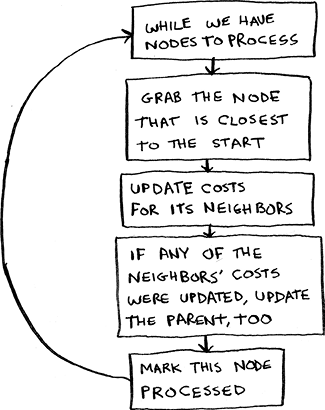 WHILE WE HAVE
NODES TO PROCESS
GRAB THE NODE
THAT IS CLOSEST
TO THE START
UPDATE COSTS
FOR ITS NEIGHBORS
IF ANY OF THE
NEIGHBORS' COSTS
WERE UPDATED, UPDATE
THE PARENT, TOO
MARK THIS NODE
PROCESSED